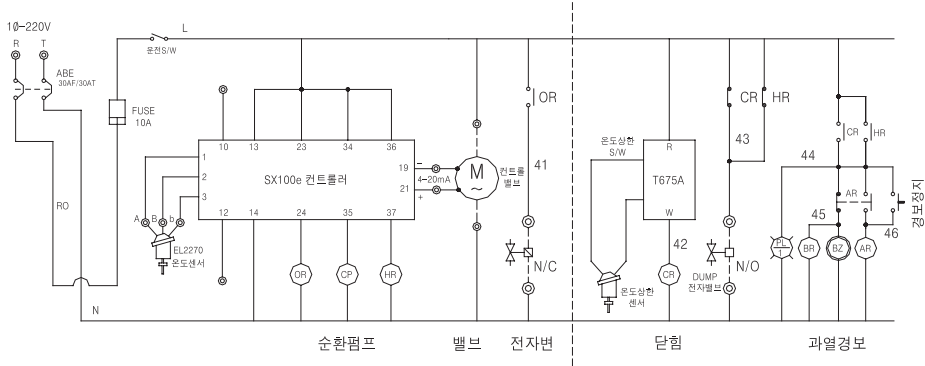 1Ø-220V
R T
ABE
30AF/30AT
FUSE
10A
RO
L
N
운전S/W
10 13 23 34 36
1
2
3
SX100e 컨트롤러
19
21
12 14 24 35 37
A B b
EL2270
온도센서
OR CP HR
−
4-20mA
+
M
~
컨트롤
밸브
OR
41
N/C
온도상한
S/W
R
T675A
W
42
CR
온도상한
센서
CR HR
43
DUMP
전자밸브
N/O
CR HR
44
AR
45
46
경보정지
PL
1
BR BZ AR
순환펌프 밸브 전자변 닫힘 과열경보